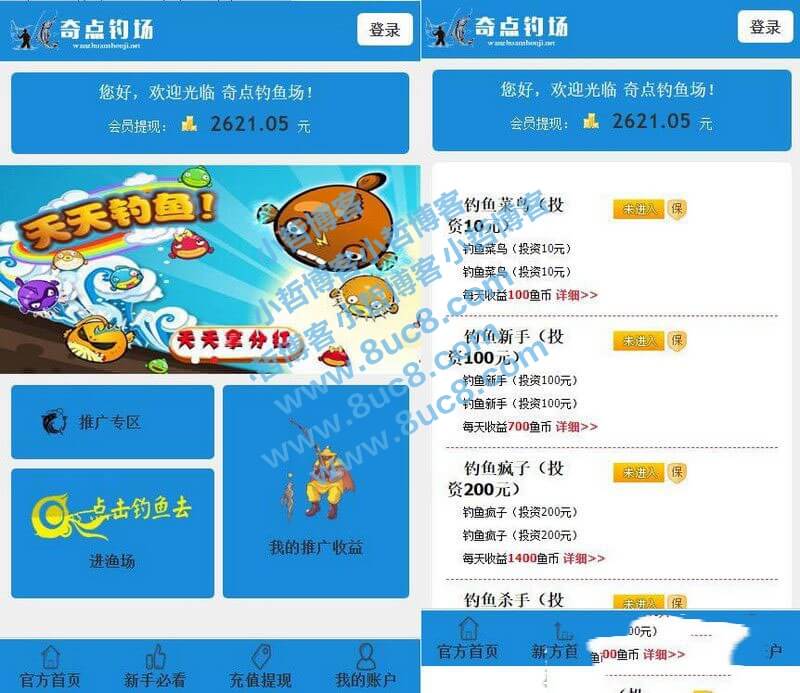 奇点钓场
wanzhuanshouji.net
登录
您好，欢迎光临 奇点钓鱼场！
会员提现： 2621.05 元
天天钓鱼！
天天拿分红
推广专区
点击钓鱼去
进渔场
我的推广收益
官方首页
新手必看
充值提现
我的账户
奇点钓场
wanzhuanshouji.net
登录
您好，欢迎光临 奇点钓鱼场！
会员提现： 2621.05 元
钓鱼菜鸟（投
资10元）
未进入 保
钓鱼菜鸟（投资10元）
钓鱼菜鸟（投资10元）
每天收益100鱼币 详细>>
钓鱼新手（投
资100元）
未进入 保
钓鱼新手（投资100元）
钓鱼新手（投资100元）
每天收益700鱼币 详细>>
钓鱼疯子（投
资200元）
未进入 保
钓鱼疯子（投资200元）
钓鱼疯子（投资200元）
每天收益1400鱼币 详细>>
钓鱼杀手（投
未进入 保
00元）
00鱼币 详细>>
官方首页
户
小哲博客 小哲博客 小哲博客
www.8uc8.com
www.8uc8.com